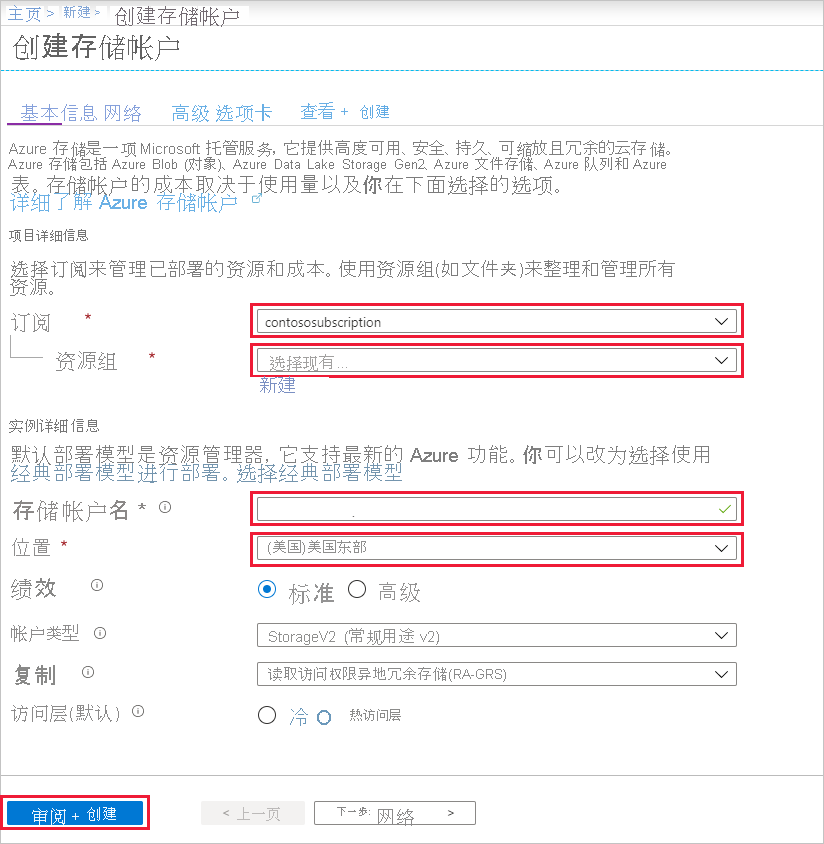 主页 > 新建 > 创建存储帐户
创建存储帐户
基本信息 网络 高级 选项卡 查看 + 创建
Azure 存储是一项 Microsoft 托管服务，它提供高度可用、安全、持久、可缩放且冗余的云存储。
Azure 存储包括 Azure Blob (对象)、Azure Data Lake Storage Gen2、Azure 文件存储、Azure 队列和 Azure
表。存储帐户的成本取决于使用量以及你在下面选择的选项。
详细了解 Azure 存储帐户
项目详细信息
选择订阅来管理已部署的资源和成本。使用资源组(如文件夹)来整理和管理所有
资源。
订阅 * contososubscription
资源组 * 选择现有...
新建
实例详细信息
默认部署模型是资源管理器，它支持最新的 Azure 功能。你可以改为选择使用
经典部署模型进行部署。选择经典部署模型
存储帐户名 *
位置 * (美国)美国东部
绩效 标准 高级
帐户类型 StorageV2 (常规用途 v2)
复制 读取访问权限异地冗余存储(RA-GRS)
访问层(默认) 冷 热访问层
审阅 + 创建 < 上一页 下一步: 网络 >